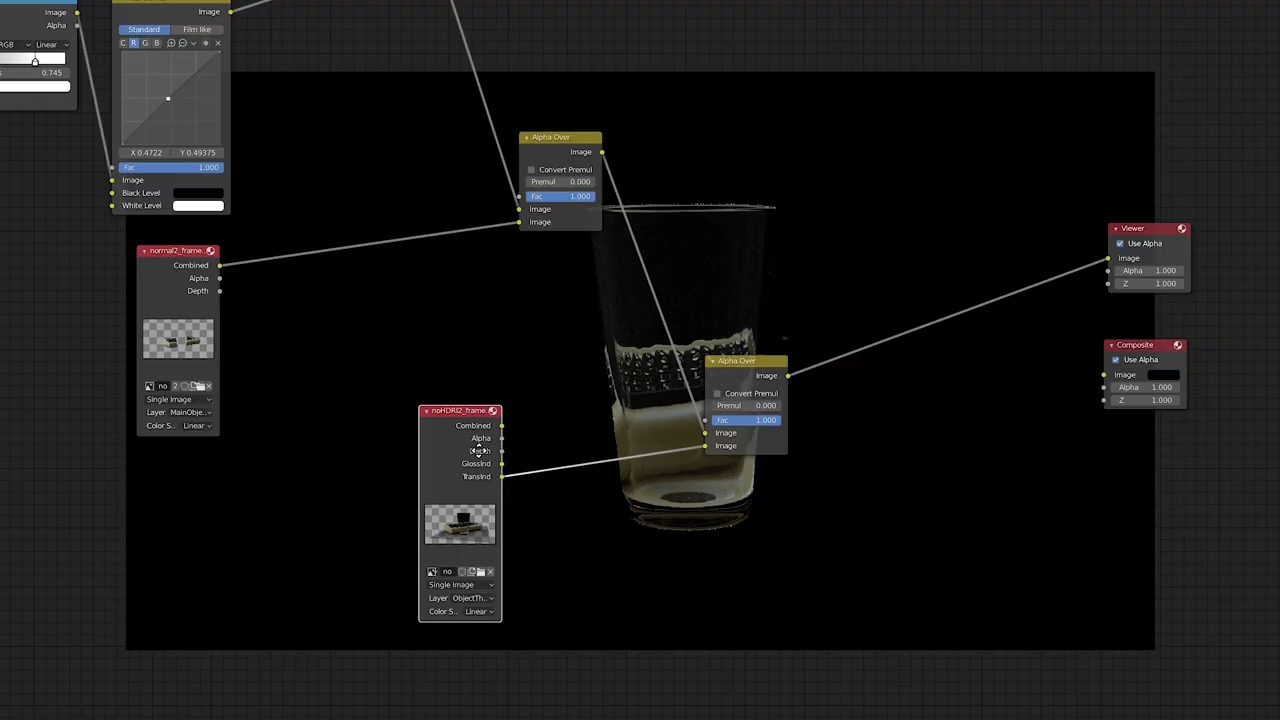 Image
Alpha
RGB
Linear
0.745
Image
Standard
Film like
C R G B
X 0.4722 Y 0.49375
Fac 1.000
Image
Black Level
White Level
Alpha Over
Image
Convert Premul
Premul 0.000
Fac 1.000
Image
Image
normal2_frame..
Combined
Alpha
Depth
no 2
Single Image
Layer MainObje..
Color S.. Linear
noHDRI2_frame..
Combined
Alpha
Depth
GlossInd
TransInd
no
Single Image
Layer ObjectTh..
Color S.. Linear
Alpha Over
Image
Convert Premul
Premul 0.000
Fac 1.000
Image
Image
Viewer
Use Alpha
Image
Alpha 1.000
Z 1.000
Composite
Use Alpha
Image
Alpha 1.000
Z 1.000